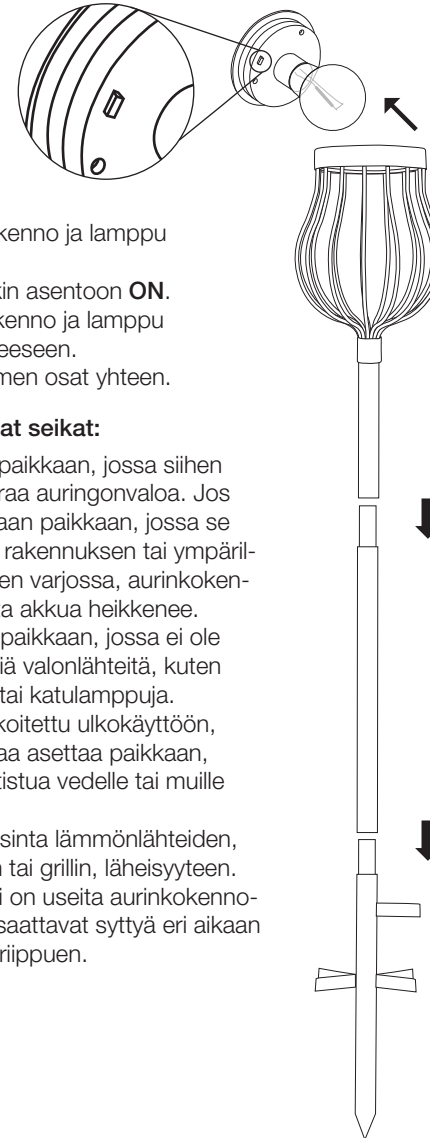 kenno ja lamppu
kin asentoon ON.
kenno ja lamppu
eeseen.
men osat yhteen.
at seikat:
paikkaan, jossa siihen
raa auringonvaloa. Jos
aan paikkaan, jossa se
rakennuksen tai ympäril-
en varjossa, aurinkoken-
ta akkua heikkenee.
paikkaan, jossa ei ole
iä valonlähteitä, kuten
tai katulamppuja.
koitettu ulkokäyttöön,
aa asettaa paikkaan,
tistua vedelle tai muille
sinta lämmönlähteiden,
n tai grillin, läheisyyteen.
i on useita aurinkokenno-
saattavat syttyä eri aikaan
riippuen.